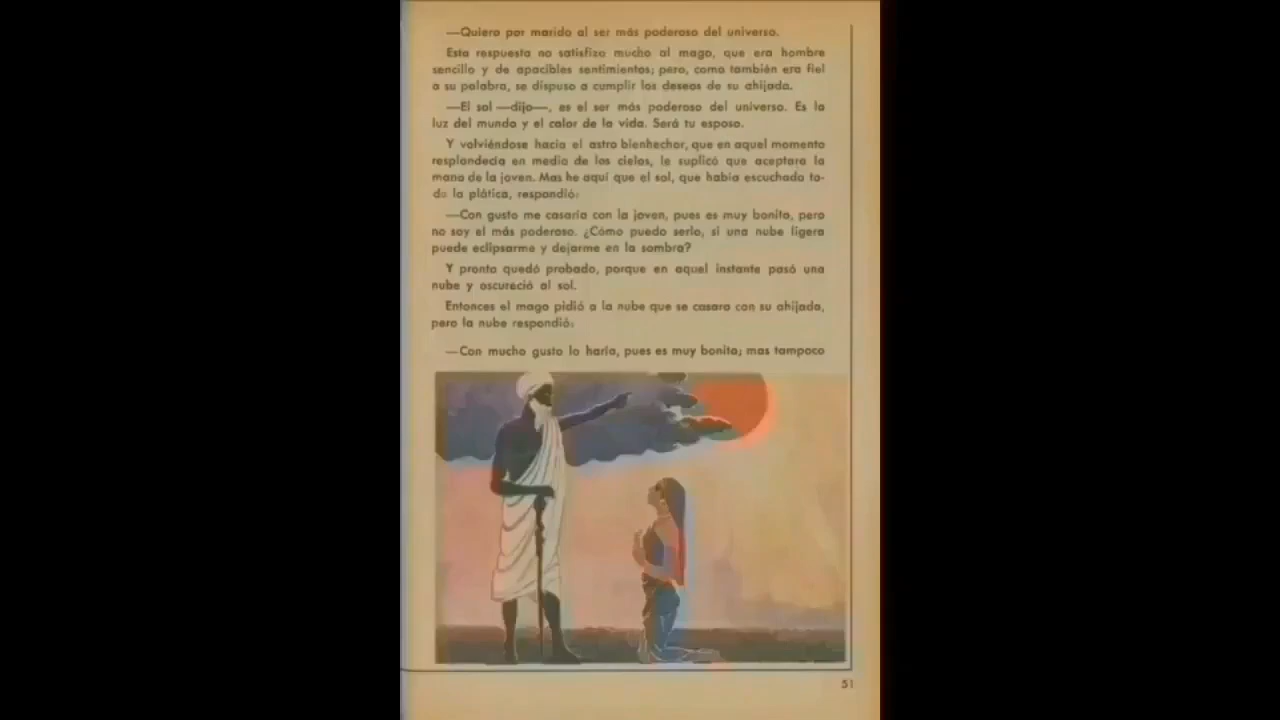 —Quiero por marido al ser más poderoso del universo.
Esta respuesta no satisfizo mucho al mago, que era hombre
sencillo y de apacibles sentimientos; pero, como también era fiel
a su palabra, se dispuso a cumplir los deseos de su ahijada.
—El sol —dijo—, es el ser más poderoso del universo. Es la
luz del mundo y el calor de la vida. Será tu esposo.
Y volviéndose hacia el astro bienhechor, que en aquel momento
resplandecía en medio de los cielos, le suplicó que aceptara la
mano de la joven. Mas he aquí que el sol, que había escuchado to-
da la plática, respondió:
—Con gusto me casaría con la joven, pues es muy bonita, pero
no soy el más poderoso. ¿Cómo puedo serlo, si una nube ligera
puede eclipsarme y dejarme en la sombra?
Y pronto quedó probado, porque en aquel instante pasó una
nube y oscureció al sol.
Entonces el mago pidió a la nube que se casara con su ahijada,
pero la nube respondió:
—Con mucho gusto lo haría, pues es muy bonita; mas tampoco
51